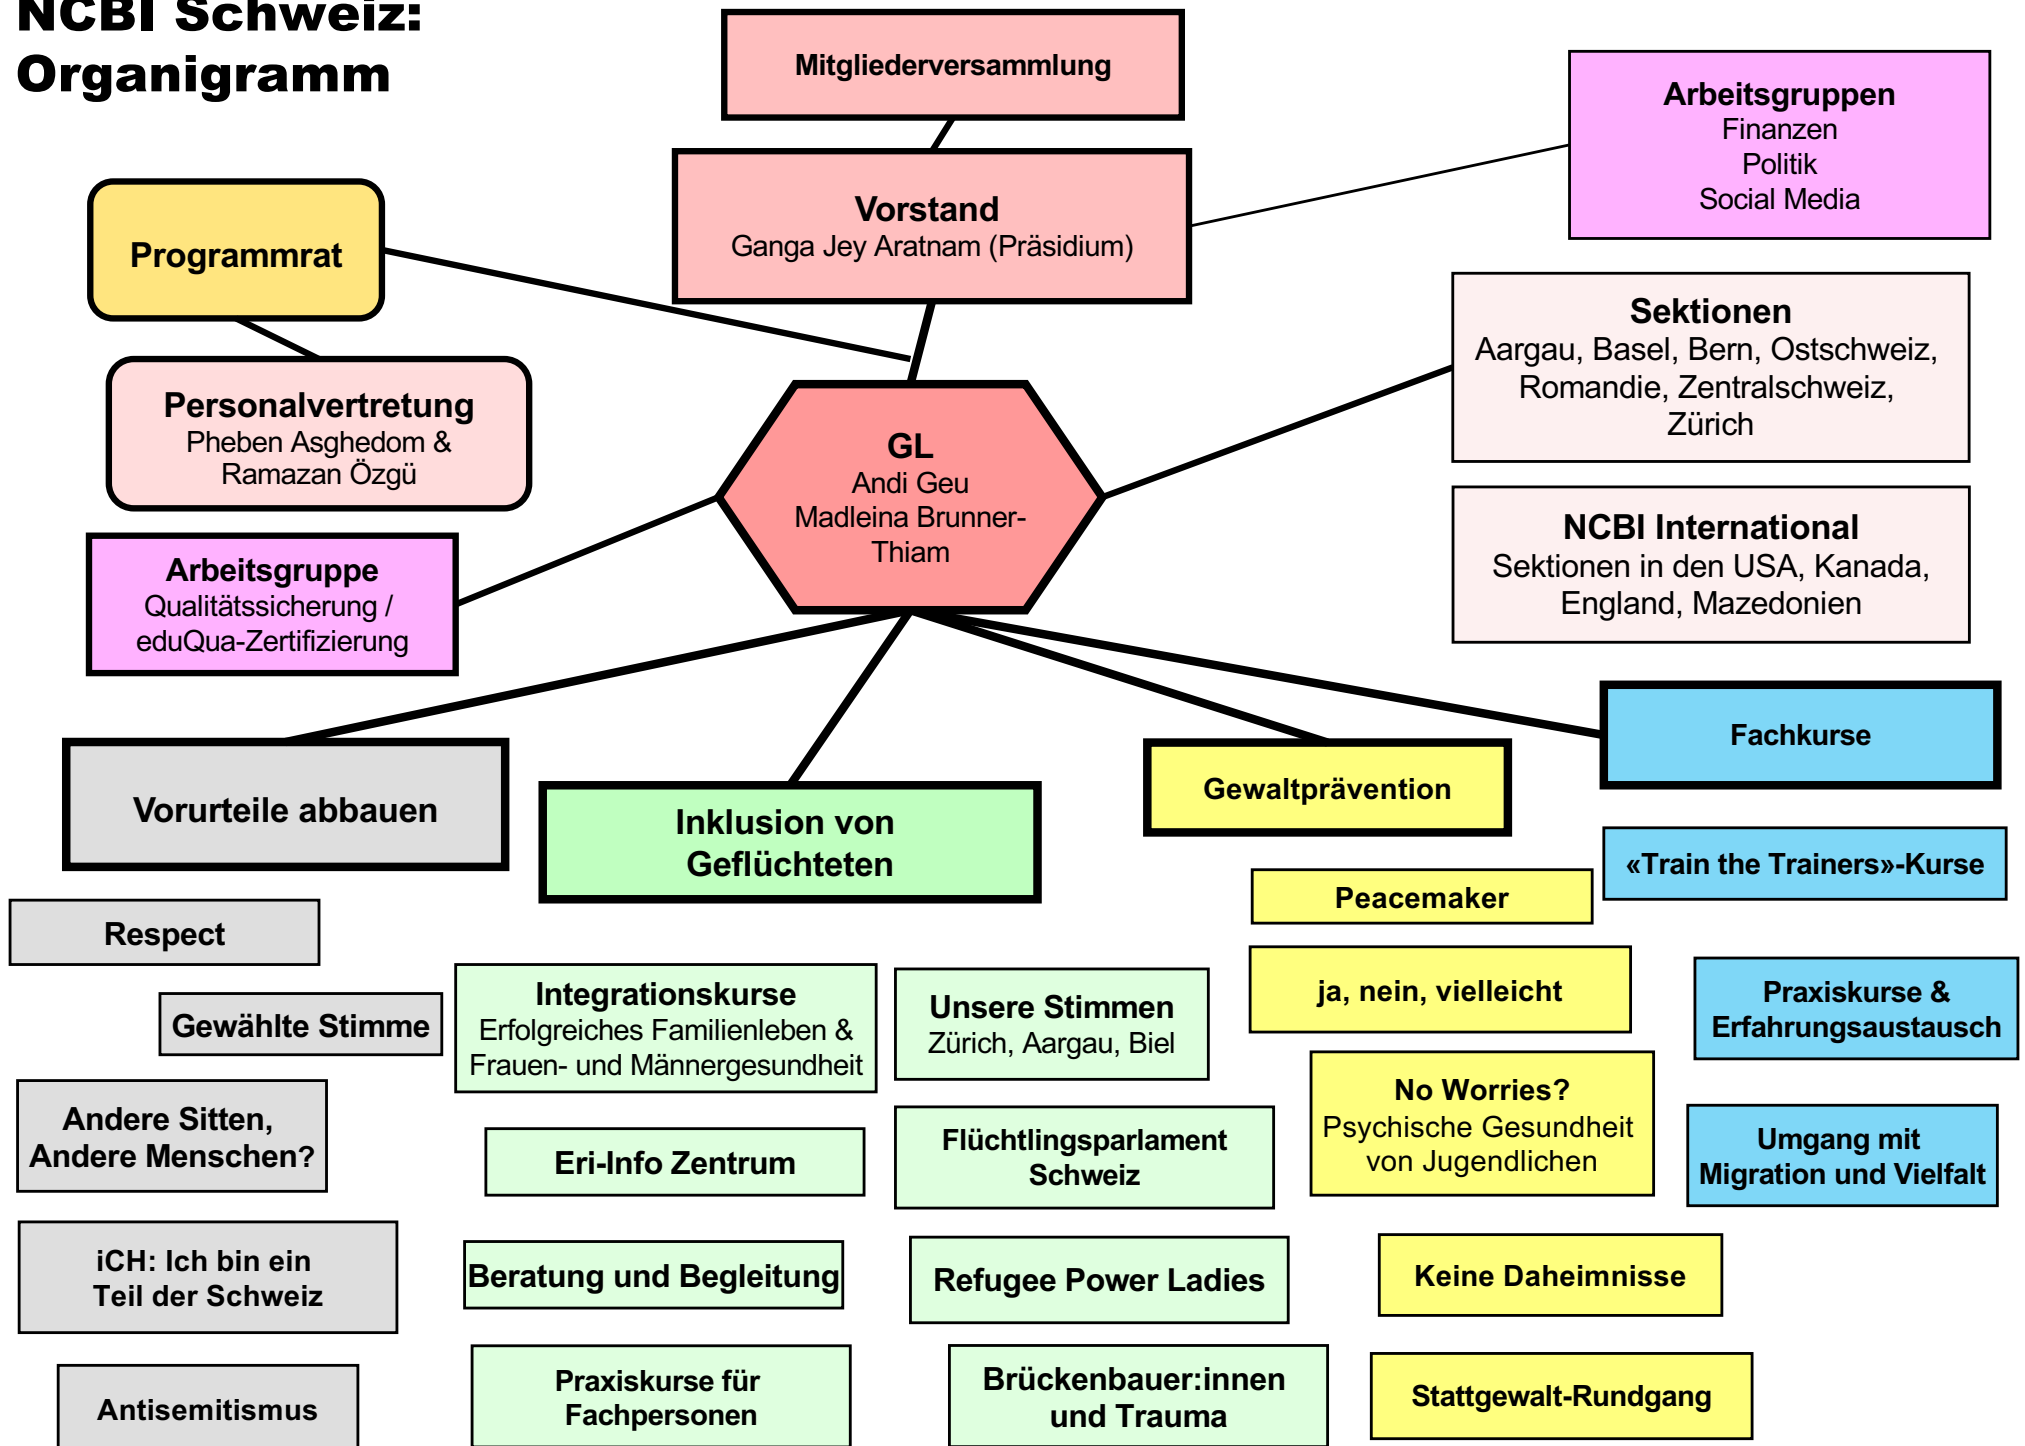 NCBI Schweiz:
Organigramm
Mitgliederversammlung
Arbeitsgruppen
Finanzen
Politik
Social Media
Vorstand
Ganga Jey Aratnam (Präsidium)
Programmrat
Personalvertretung
Pheben Asghedom &
Ramazan Özgü
Sektionen
Aargau, Basel, Bern, Ostschweiz,
Romandie, Zentralschweiz,
Zürich
GL
Andi Geu
Madleina Brunner-
Thiam
NCBI International
Sektionen in den USA, Kanada,
England, Mazedonien
Arbeitsgruppe
Qualitätssicherung /
eduQua-Zertifizierung
Vorurteile abbauen
Respect
Gewählte Stimme
Andere Sitten,
Andere Menschen?
iCH: Ich bin ein
Teil der Schweiz
Antisemitismus
Inklusion von
Geflüchteten
Integrationskurse
Erfolgreiches Familienleben &
Frauen- und Männergesundheit
Eri-Info Zentrum
Beratung und Begleitung
Praxiskurse für
Fachpersonen
Unsere Stimmen
Zürich, Aargau, Biel
Flüchtlingsparlament
Schweiz
Refugee Power Ladies
Brückenbauer:innen
und Trauma
Gewaltprävention
Peacemaker
ja, nein, vielleicht
No Worries?
Psychische Gesundheit
von Jugendlichen
Keine Daheimnisse
Stattgewalt-Rundgang
Fachkurse
«Train the Trainers»-Kurse
Praxiskurse &
Erfahrungsaustausch
Umgang mit
Migration und Vielfalt